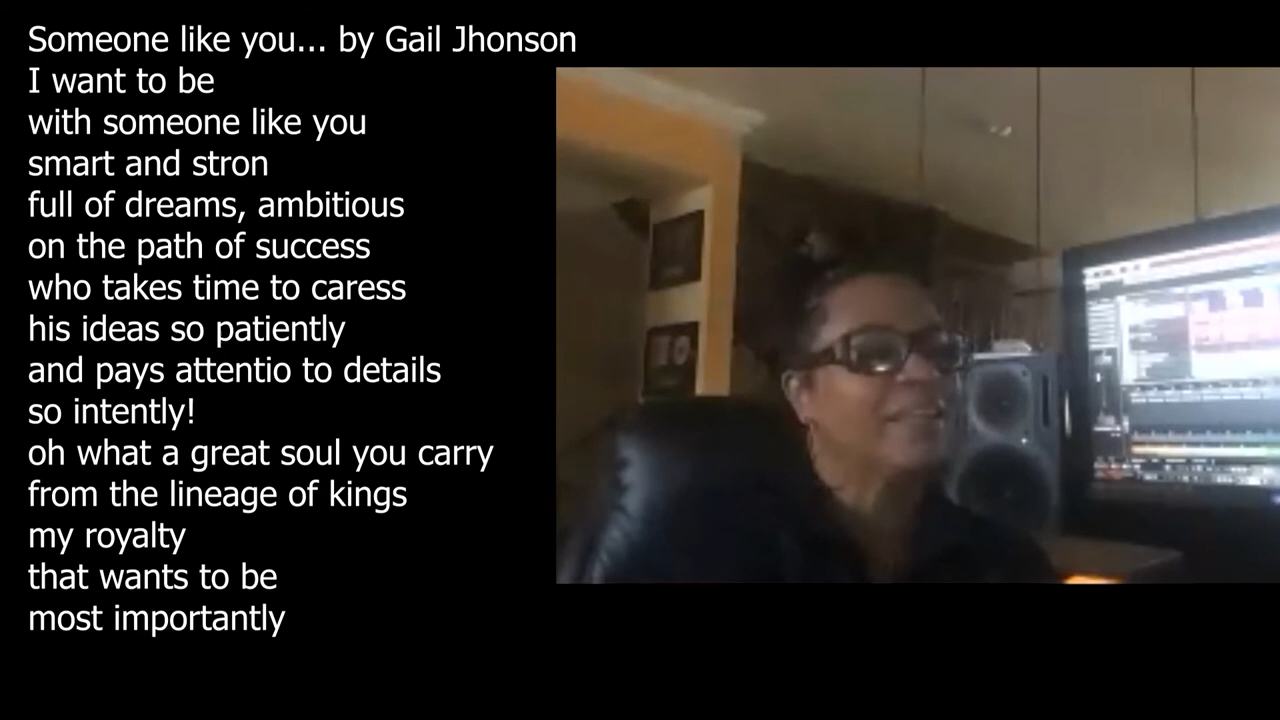 Someone like you... by Gail Jhonson
I want to be
with someone like you
smart and stron
full of dreams, ambitious
on the path of success
who takes time to caress
his ideas so patiently
and pays attentio to details
so intently!
oh what a great soul you carry
from the lineage of kings
my royalty
that wants to be
most importantly